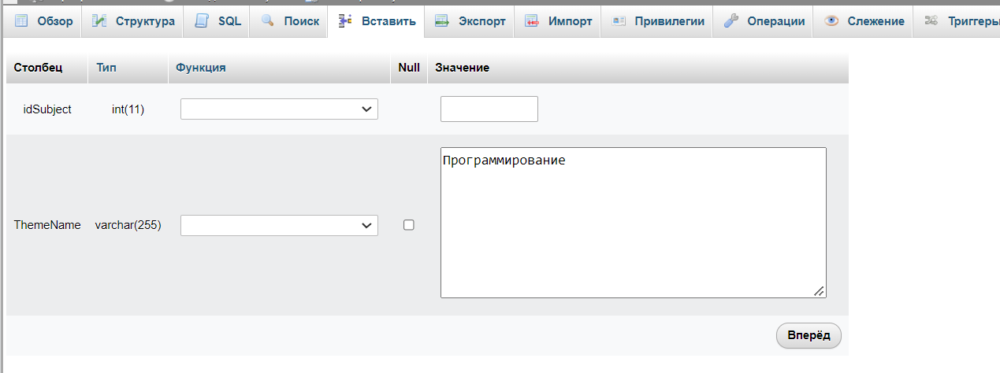 Обзор Структура SQL Поиск Вставить Экспорт Импорт Привилегии Операции Слежение Триггеры
Столбец Тип Функция Null Значение
idSubject int(11)
Программирование
ThemeName varchar(255)
Вперёд